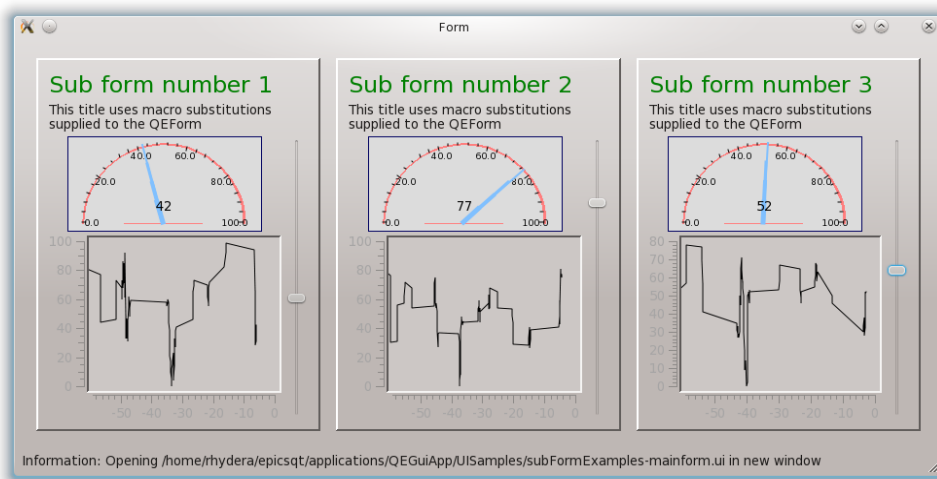 Form
Sub form number 1
This title uses macro substitutions
supplied to the QEForm
40.0 60.0
20.0 80.0
42
0.0 100.0
100
80
60
40
20
0
-50 -40 -30 -20 -10 0
Sub form number 2
This title uses macro substitutions
supplied to the QEForm
40.0 60.0
20.0 80.0
77
0.0 100.0
100
80
60
40
20
0
-50 -40 -30 -20 -10 0
Sub form number 3
This title uses macro substitutions
supplied to the QEForm
40.0 60.0
20.0 80.0
52
0.0 100.0
80
70
60
50
40
30
20
10
0
-50 -40 -30 -20 -10 0
Information: Opening /home/rhydera/epicsqt/applications/QEGuiApp/UISamples/subFormExamples-mainform.ui in new window